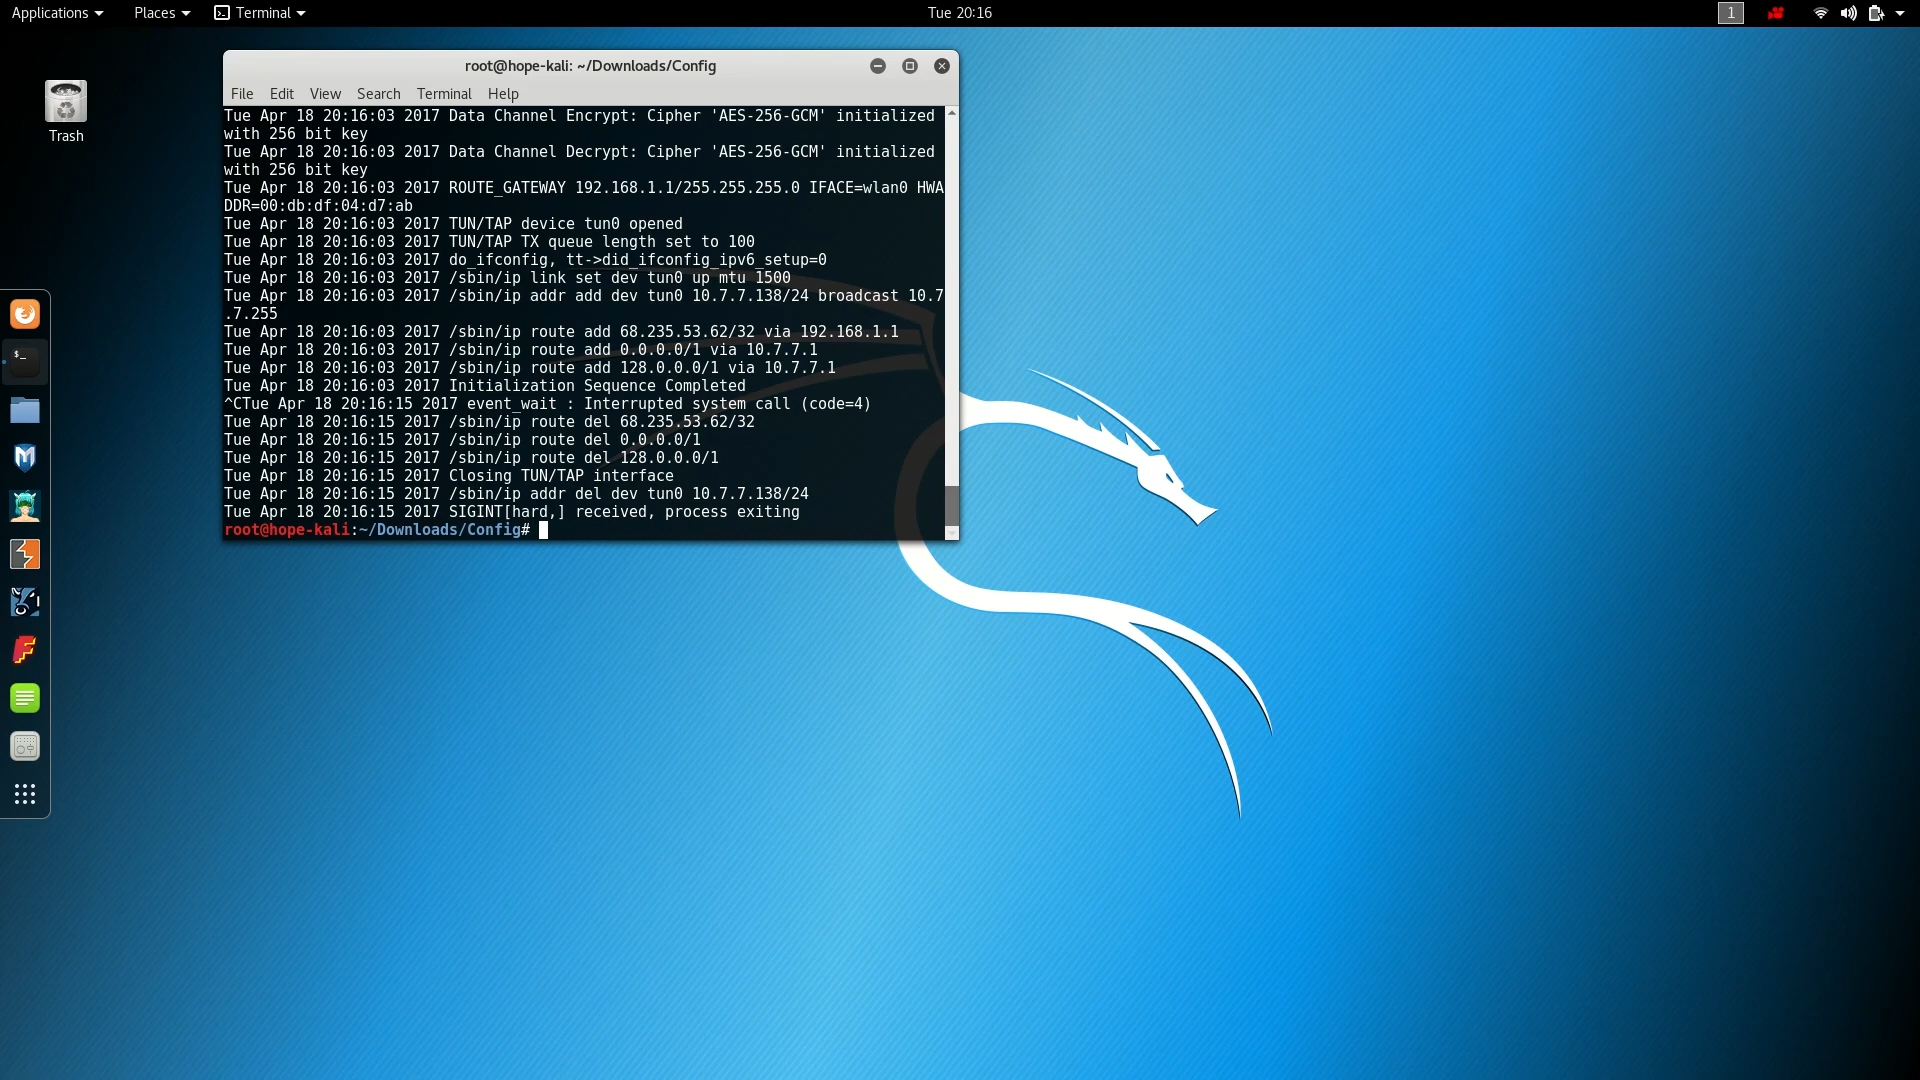 Applications Places Terminal Tue 20:16 1
Trash
root@hope-kali: ~/Downloads/Config
File Edit View Search Terminal Help
Tue Apr 18 20:16:03 2017 Data Channel Encrypt: Cipher 'AES-256-GCM' initialized
with 256 bit key
Tue Apr 18 20:16:03 2017 Data Channel Decrypt: Cipher 'AES-256-GCM' initialized
with 256 bit key
Tue Apr 18 20:16:03 2017 ROUTE_GATEWAY 192.168.1.1/255.255.255.0 IFACE=wlan0 HWA
DDR=00:db:df:04:d7:ab
Tue Apr 18 20:16:03 2017 TUN/TAP device tun0 opened
Tue Apr 18 20:16:03 2017 TUN/TAP TX queue length set to 100
Tue Apr 18 20:16:03 2017 do_ifconfig, tt->did_ifconfig_ipv6_setup=0
Tue Apr 18 20:16:03 2017 /sbin/ip link set dev tun0 up mtu 1500
Tue Apr 18 20:16:03 2017 /sbin/ip addr add dev tun0 10.7.7.138/24 broadcast 10.7
.7.255
Tue Apr 18 20:16:03 2017 /sbin/ip route add 68.235.53.62/32 via 192.168.1.1
Tue Apr 18 20:16:03 2017 /sbin/ip route add 0.0.0.0/1 via 10.7.7.1
Tue Apr 18 20:16:03 2017 /sbin/ip route add 128.0.0.0/1 via 10.7.7.1
Tue Apr 18 20:16:03 2017 Initialization Sequence Completed
^CTue Apr 18 20:16:15 2017 event_wait : Interrupted system call (code=4)
Tue Apr 18 20:16:15 2017 /sbin/ip route del 68.235.53.62/32
Tue Apr 18 20:16:15 2017 /sbin/ip route del 0.0.0.0/1
Tue Apr 18 20:16:15 2017 /sbin/ip route del 128.0.0.0/1
Tue Apr 18 20:16:15 2017 Closing TUN/TAP interface
Tue Apr 18 20:16:15 2017 /sbin/ip addr del dev tun0 10.7.7.138/24
Tue Apr 18 20:16:15 2017 SIGINT[hard,] received, process exiting
root@hope-kali:~/Downloads/Config#